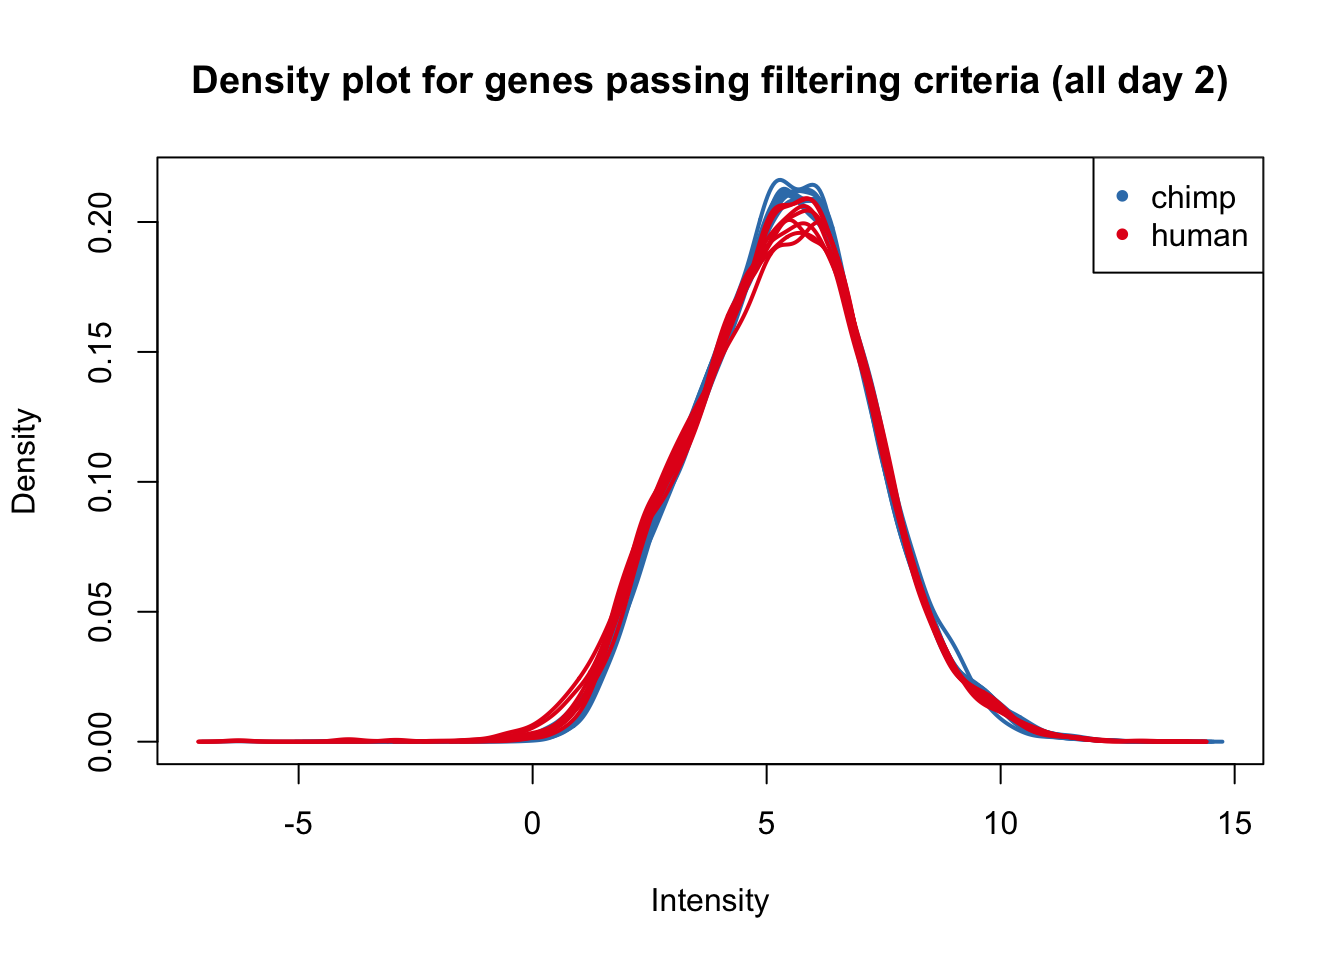 Density plot for genes passing filtering criteria (all day 2)
chimp
human
Density
0.20
0.15
0.10
0.05
0.00
-5 0 5 10 15
Intensity